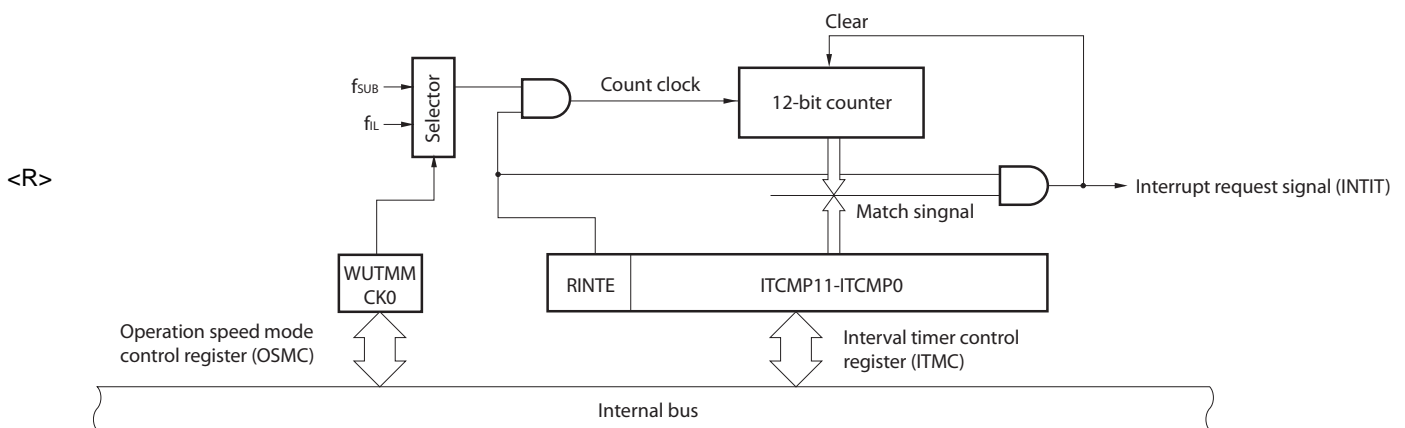 Clear
fSUB
fIL
Selector
Count clock
12-bit counter
<R>
Match singnal
Interrupt request signal (INTIT)
WUTMM
CK0
RINTE
ITCMP11-ITCMP0
Operation speed mode
control register (OSMC)
Interval timer control
register (ITMC)
Internal bus